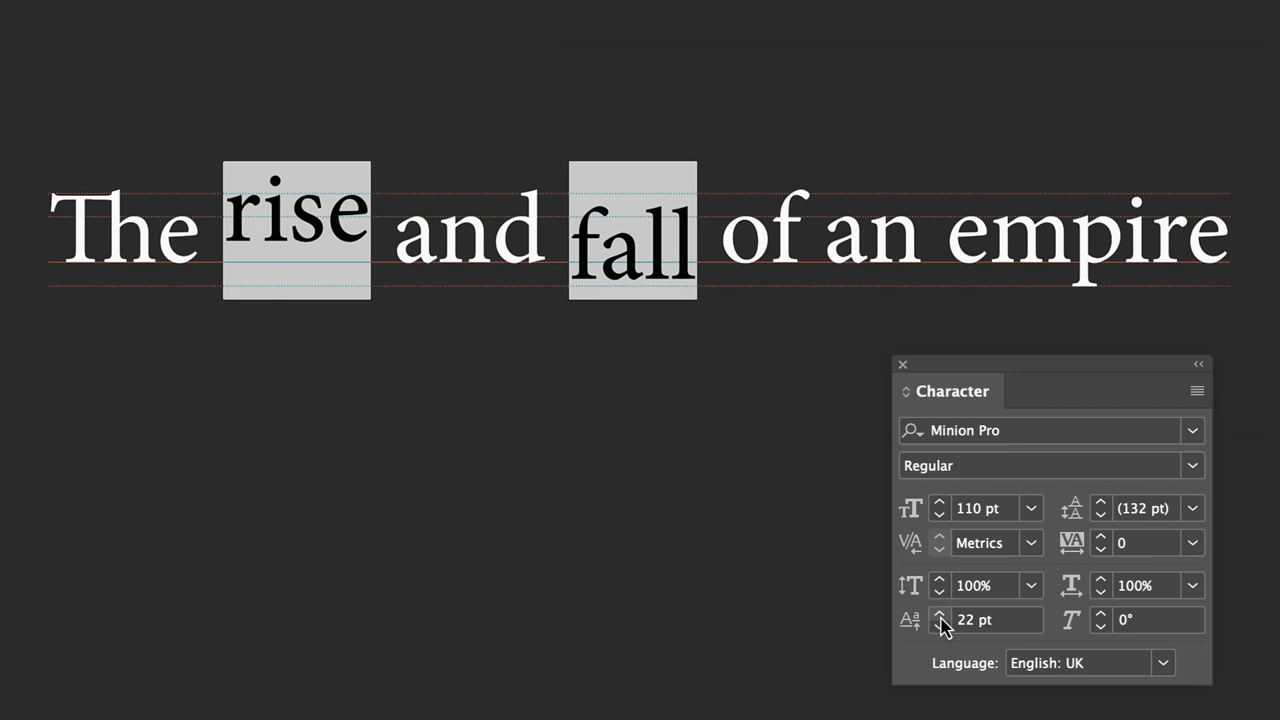 The rise and fall of an empire
Character
Minion Pro
Regular
110 pt (132 pt)
Metrics 0
100% 100%
22 pt 0°
Language: English: UK